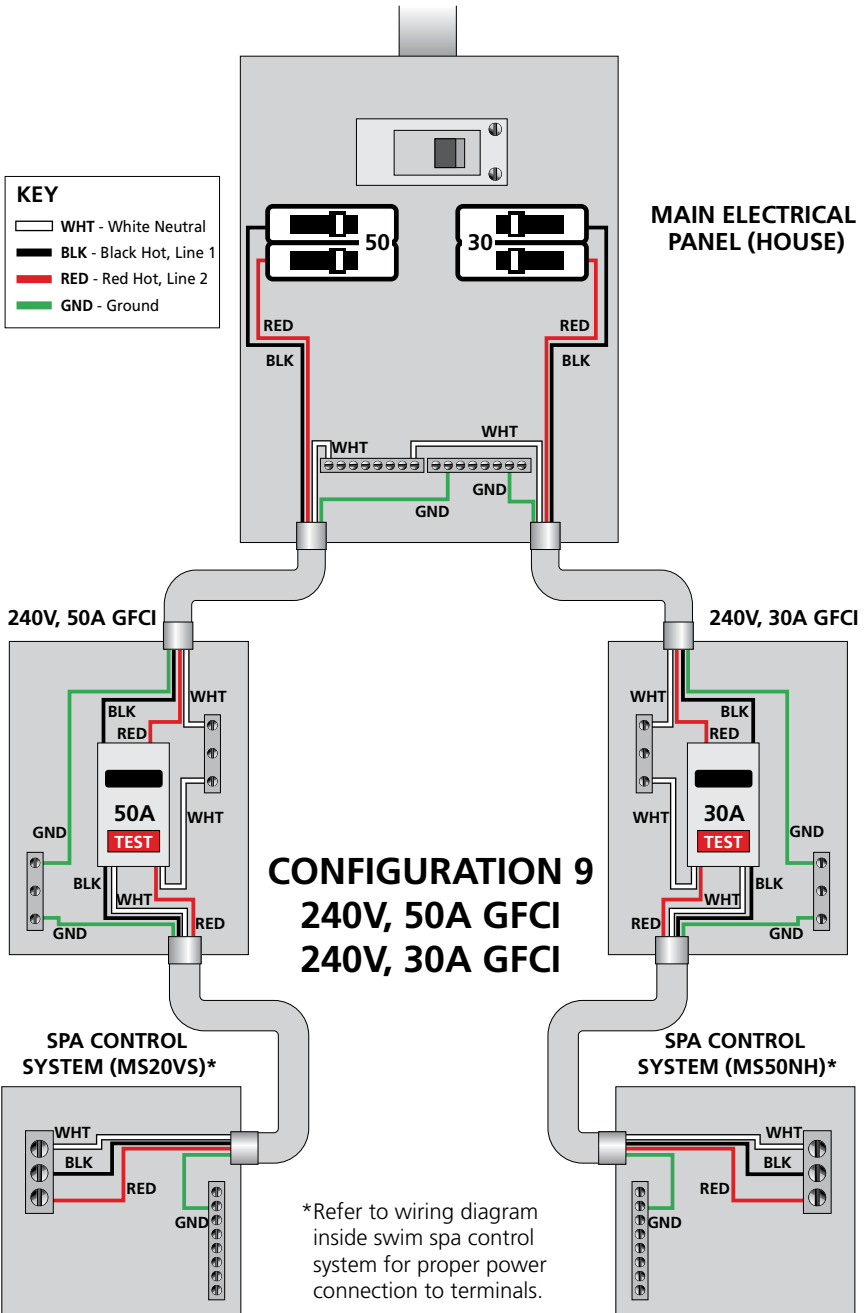 KEY
WHT - White Neutral
BLK - Black Hot, Line 1
RED - Red Hot, Line 2
GND - Ground
MAIN ELECTRICAL
PANEL (HOUSE)
50
30
RED
BLK
RED
BLK
WHT
WHT
GND
GND
240V, 50A GFCI
WHT
BLK
RED
50A
TEST
WHT
GND
BLK
WHT
RED
GND
240V, 30A GFCI
WHT
BLK
RED
30A
TEST
WHT
GND
BLK
WHT
RED
GND
CONFIGURATION 9
240V, 50A GFCI
240V, 30A GFCI
SPA CONTROL
SYSTEM (MS20VS)*
WHT
BLK
RED
GND
SPA CONTROL
SYSTEM (MS50NH)*
WHT
BLK
RED
GND
*Refer to wiring diagram
inside swim spa control
system for proper power
connection to terminals.